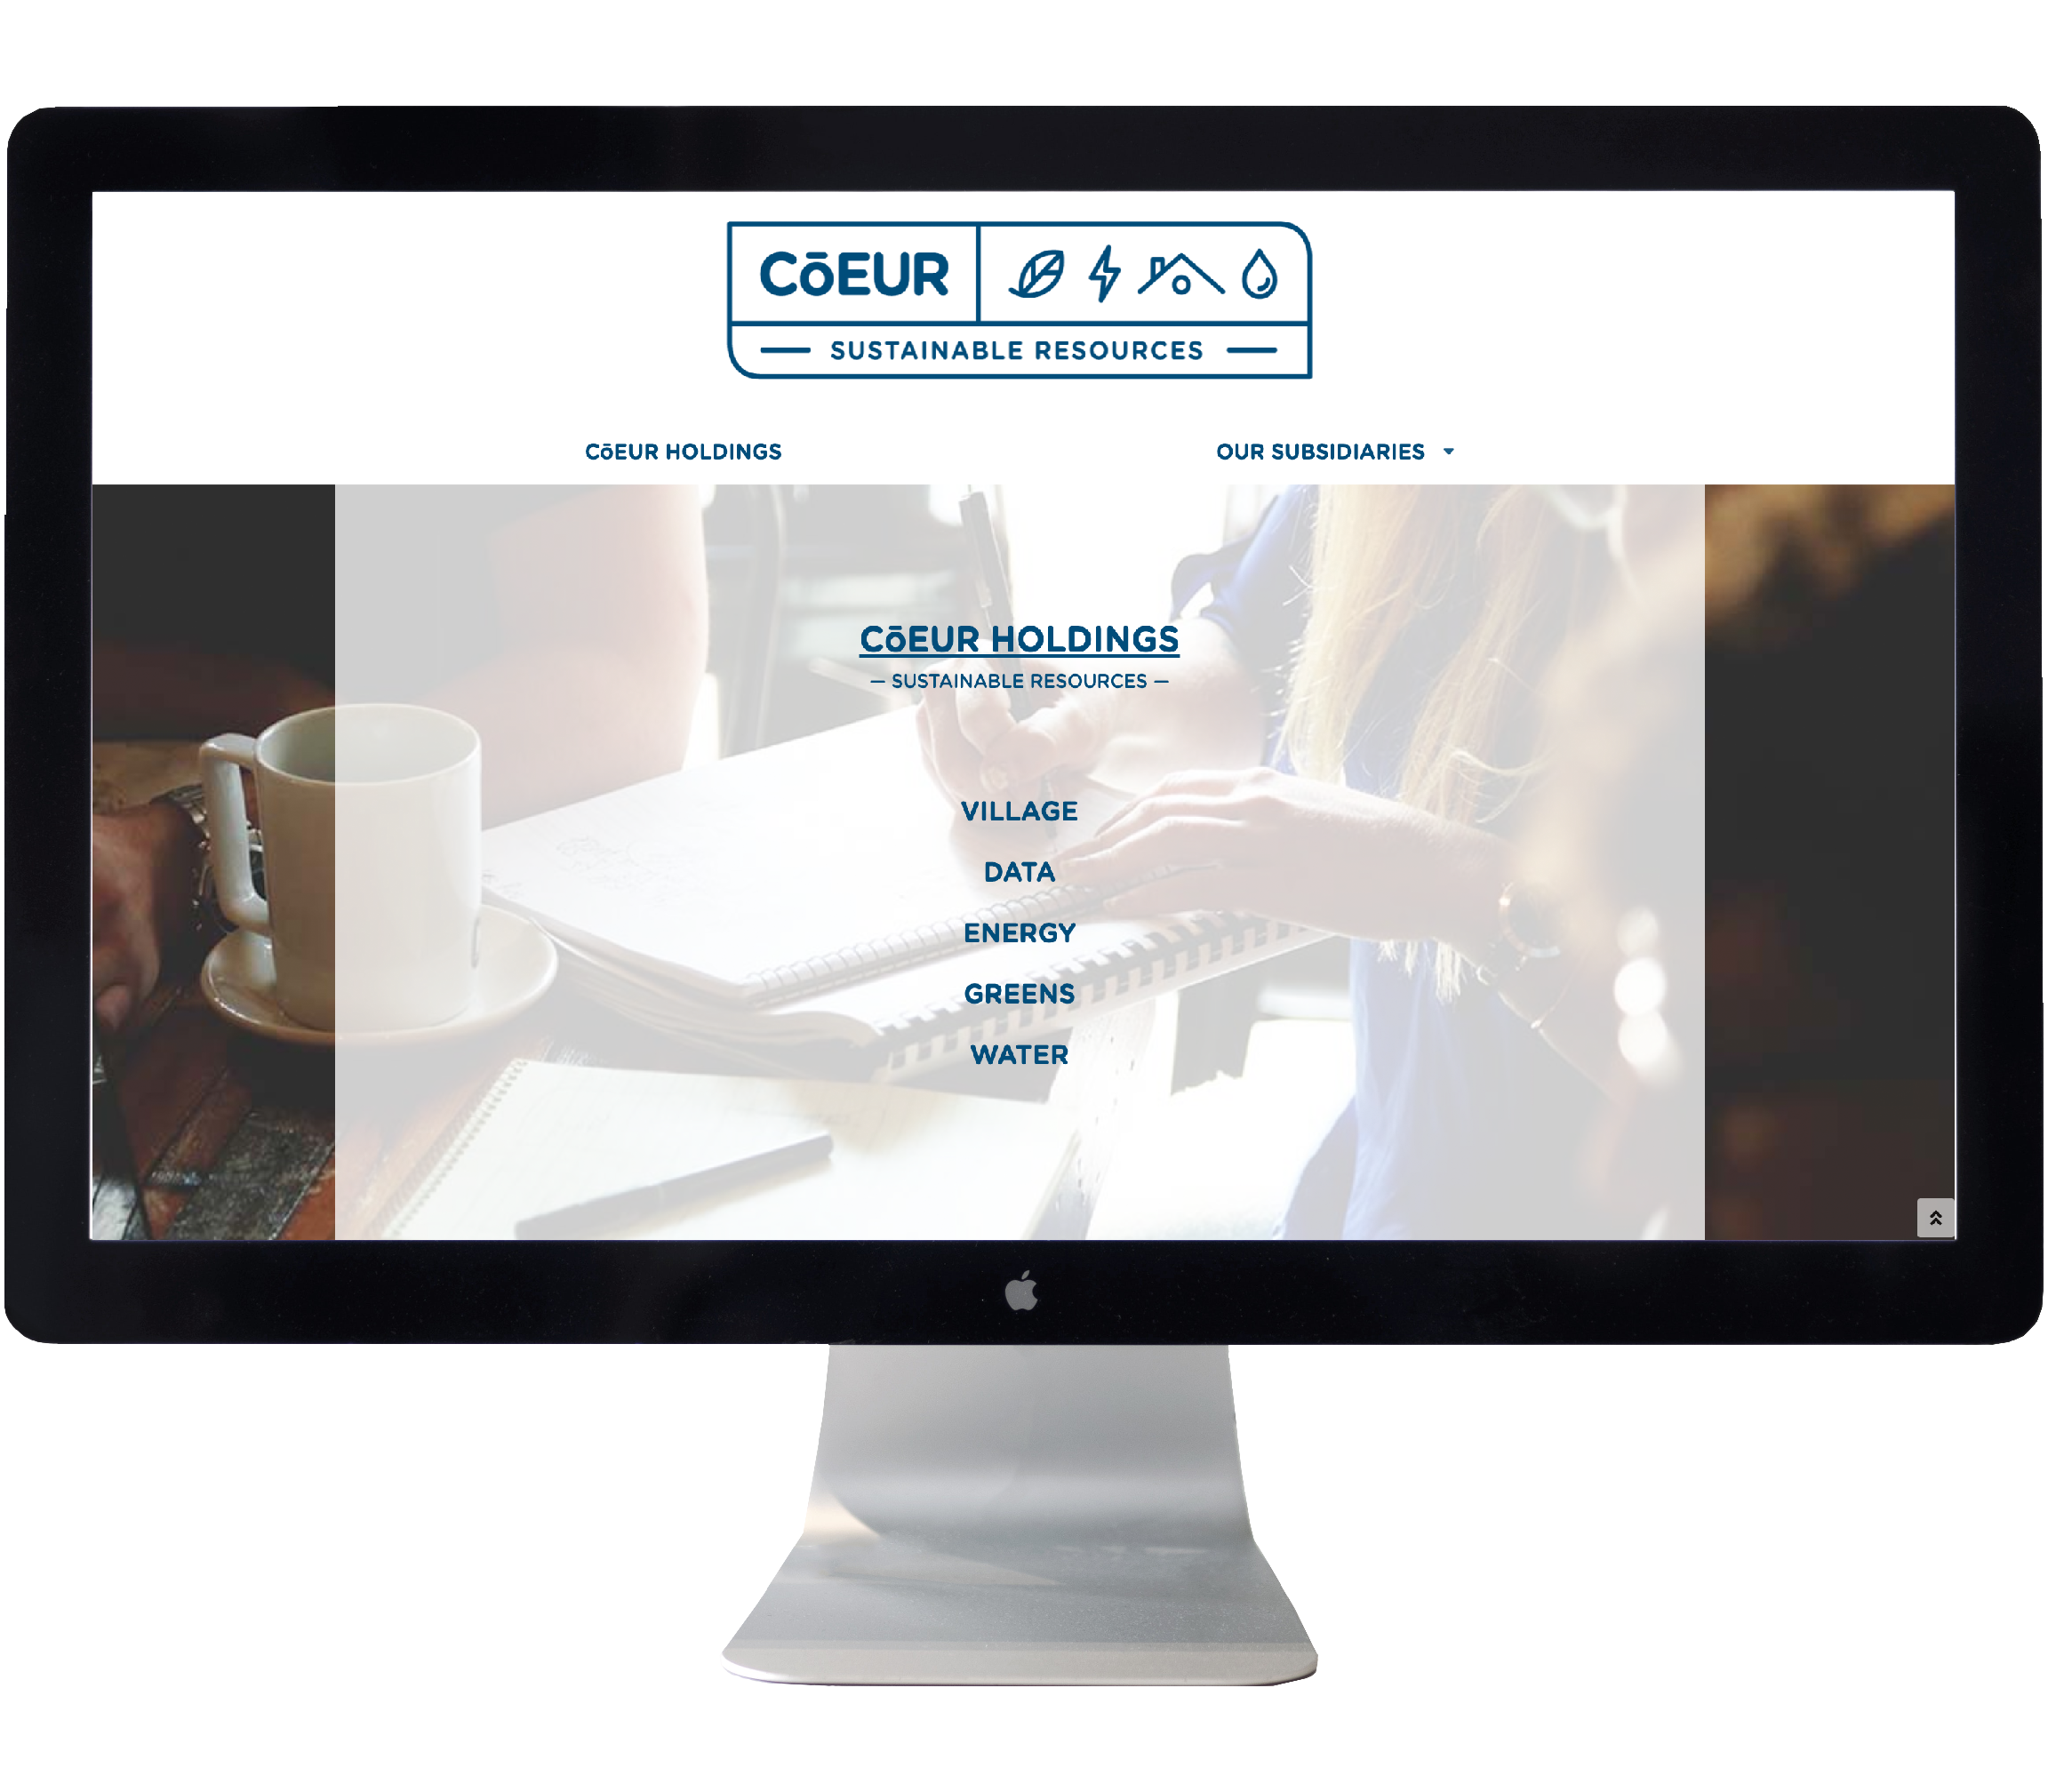 CōEUR
SUSTAINABLE RESOURCES
CōEUR HOLDINGS
OUR SUBSIDIARIES
CōEUR HOLDINGS
— SUSTAINABLE RESOURCES —
VILLAGE
DATA
ENERGY
GREENS
WATER